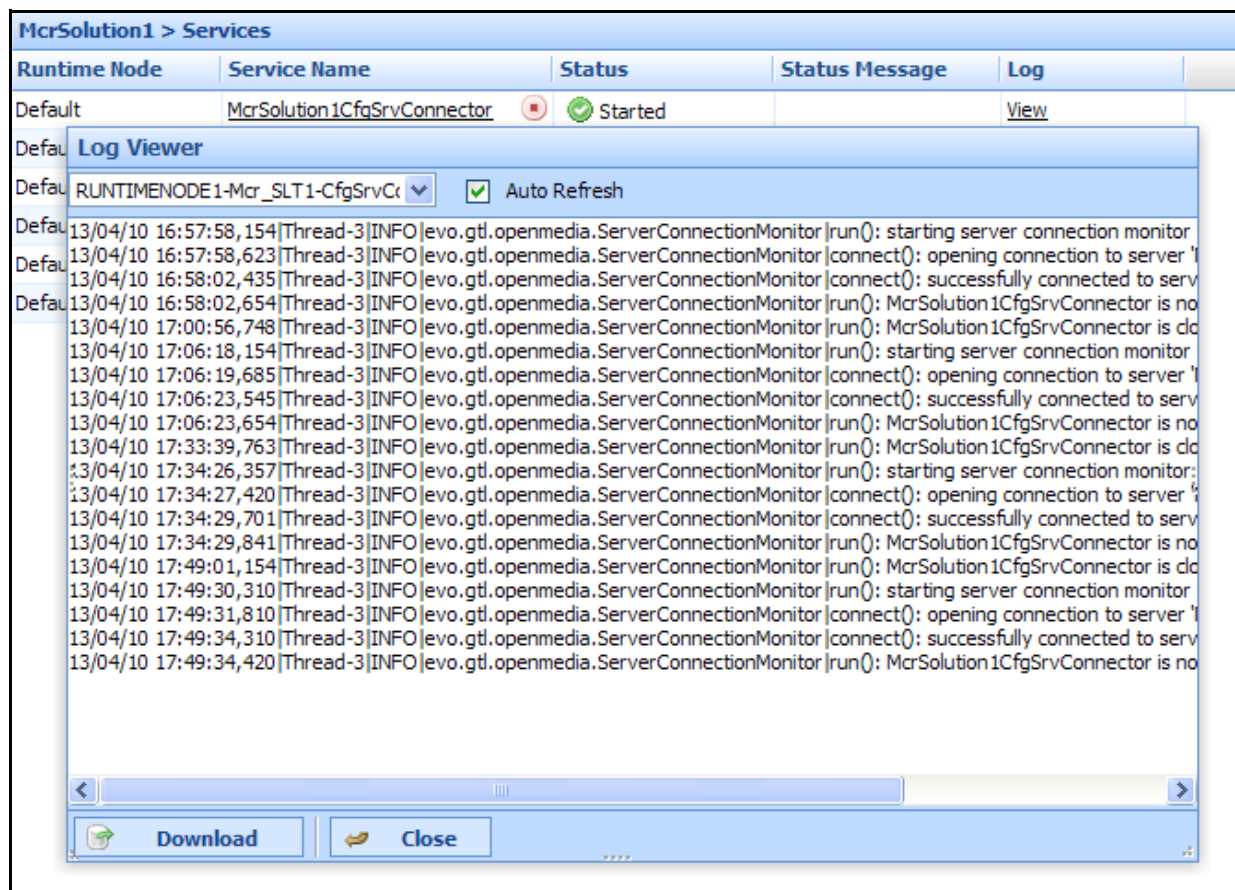 McrSolution1 > Services
Runtime Node Service Name Status Status Message Log
Default McrSolution1CfgSrvConnector Started View
Defau Log Viewer
Defau RUNTIMENODE1-Mcr_SLT1-CfgSrvCo Auto Refresh
Defau
Defau
Defau
13/04/10 16:57:58,154|Thread-3|INFO|evo.gtl.openmedia.ServerConnectionMonitor|run(): starting server connection monitor
13/04/10 16:57:58,623|Thread-3|INFO|evo.gtl.openmedia.ServerConnectionMonitor|connect(): opening connection to server '
13/04/10 16:58:02,435|Thread-3|INFO|evo.gtl.openmedia.ServerConnectionMonitor|connect(): successfully connected to serv
13/04/10 16:58:02,654|Thread-3|INFO|evo.gtl.openmedia.ServerConnectionMonitor|run(): McrSolution1CfgSrvConnector is no
13/04/10 17:00:56,748|Thread-3|INFO|evo.gtl.openmedia.ServerConnectionMonitor|run(): McrSolution1CfgSrvConnector is clo
13/04/10 17:06:18,154|Thread-3|INFO|evo.gtl.openmedia.ServerConnectionMonitor|run(): starting server connection monitor
13/04/10 17:06:19,685|Thread-3|INFO|evo.gtl.openmedia.ServerConnectionMonitor|connect(): opening connection to server '
13/04/10 17:06:23,545|Thread-3|INFO|evo.gtl.openmedia.ServerConnectionMonitor|connect(): successfully connected to serv
13/04/10 17:06:23,654|Thread-3|INFO|evo.gtl.openmedia.ServerConnectionMonitor|run(): McrSolution1CfgSrvConnector is no
13/04/10 17:33:39,763|Thread-3|INFO|evo.gtl.openmedia.ServerConnectionMonitor|run(): McrSolution1CfgSrvConnector is clo
13/04/10 17:34:26,357|Thread-3|INFO|evo.gtl.openmedia.ServerConnectionMonitor|run(): starting server connection monitor
13/04/10 17:34:27,420|Thread-3|INFO|evo.gtl.openmedia.ServerConnectionMonitor|connect(): opening connection to server '
13/04/10 17:34:29,701|Thread-3|INFO|evo.gtl.openmedia.ServerConnectionMonitor|connect(): successfully connected to serv
13/04/10 17:34:29,841|Thread-3|INFO|evo.gtl.openmedia.ServerConnectionMonitor|run(): McrSolution1CfgSrvConnector is no
13/04/10 17:49:01,154|Thread-3|INFO|evo.gtl.openmedia.ServerConnectionMonitor|run(): McrSolution1CfgSrvConnector is clo
13/04/10 17:49:30,310|Thread-3|INFO|evo.gtl.openmedia.ServerConnectionMonitor|run(): starting server connection monitor
13/04/10 17:49:31,810|Thread-3|INFO|evo.gtl.openmedia.ServerConnectionMonitor|connect(): opening connection to server '
13/04/10 17:49:34,310|Thread-3|INFO|evo.gtl.openmedia.ServerConnectionMonitor|connect(): successfully connected to serv
13/04/10 17:49:34,420|Thread-3|INFO|evo.gtl.openmedia.ServerConnectionMonitor|run(): McrSolution1CfgSrvConnector is no
Download Close